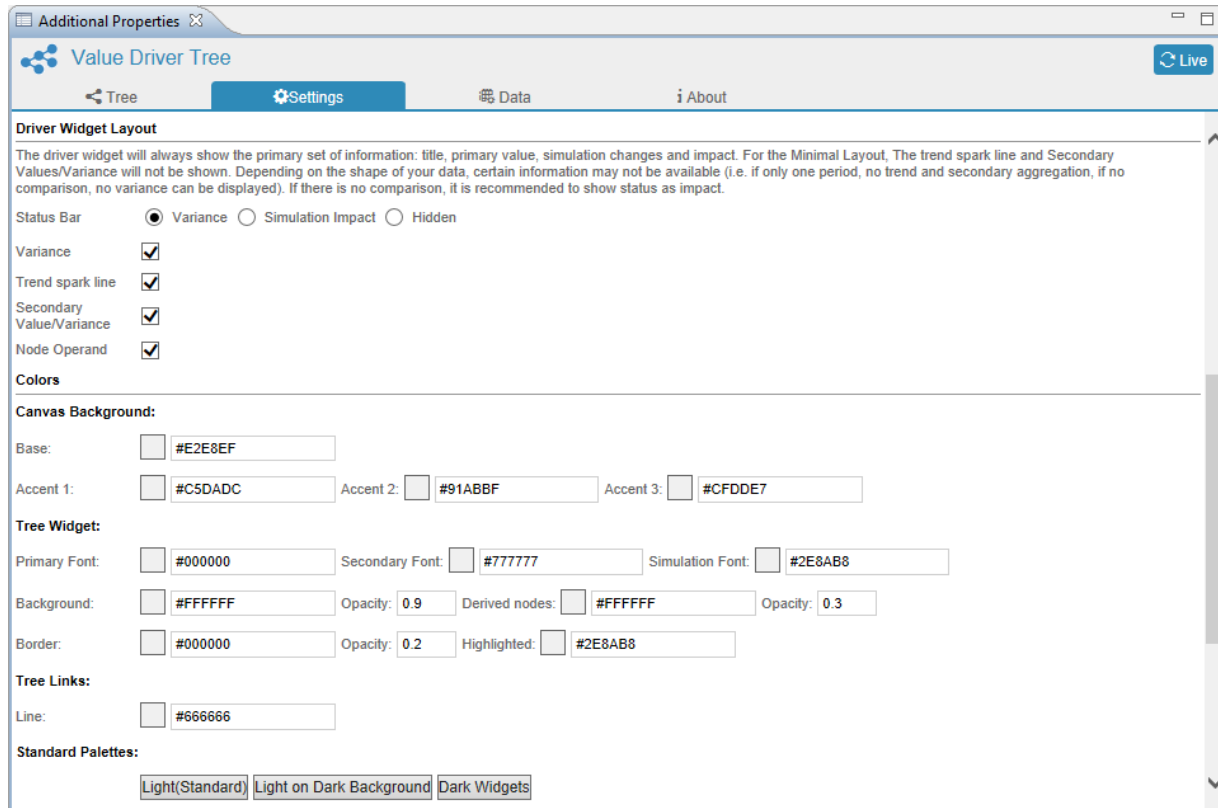 Additional Properties
Value Driver Tree
Live
Tree Settings Data About
Driver Widget Layout
The driver widget will always show the primary set of information: title, primary value, simulation changes and impact. For the Minimal Layout, The trend spark line and Secondary
Values/Variance will not be shown. Depending on the shape of your data, certain information may not be available (i.e. if only one period, no trend and secondary aggregation, if no
comparison, no variance can be displayed). If there is no comparison, it is recommended to show status as impact.
Status Bar Variance Simulation Impact Hidden
Variance
Trend spark line
Secondary
Value/Variance
Node Operand
Colors
Canvas Background:
Base: #E2E8EF
Accent 1: #C5DADC Accent 2: #91ABBF Accent 3: #CFDDE7
Tree Widget:
Primary Font: #000000 Secondary Font: #777777 Simulation Font: #2E8AB8
Background: #FFFFFF Opacity: 0.9 Derived nodes: #FFFFFF Opacity: 0.3
Border: #000000 Opacity: 0.2 Highlighted: #2E8AB8
Tree Links:
Line: #666666
Standard Palettes:
Light(Standard) Light on Dark Background Dark Widgets